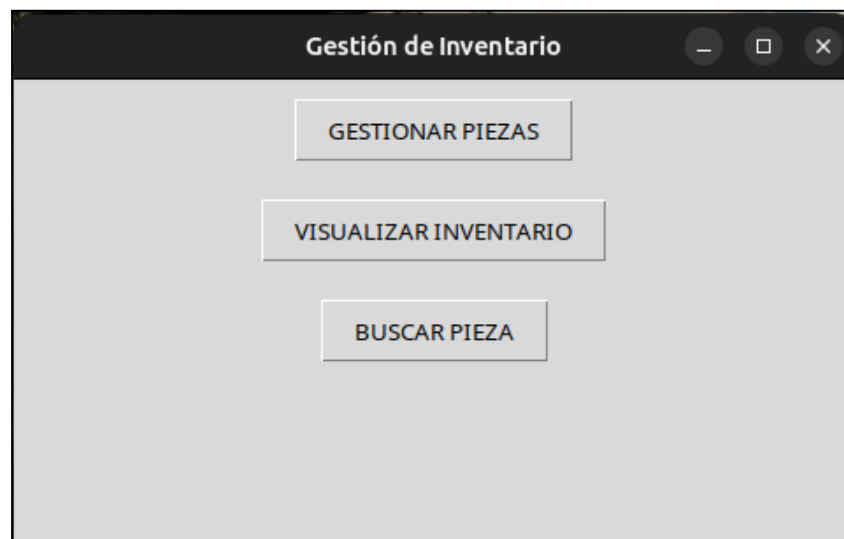 Gestión de Inventario
GESTIONAR PIEZAS
VISUALIZAR INVENTARIO
BUSCAR PIEZA